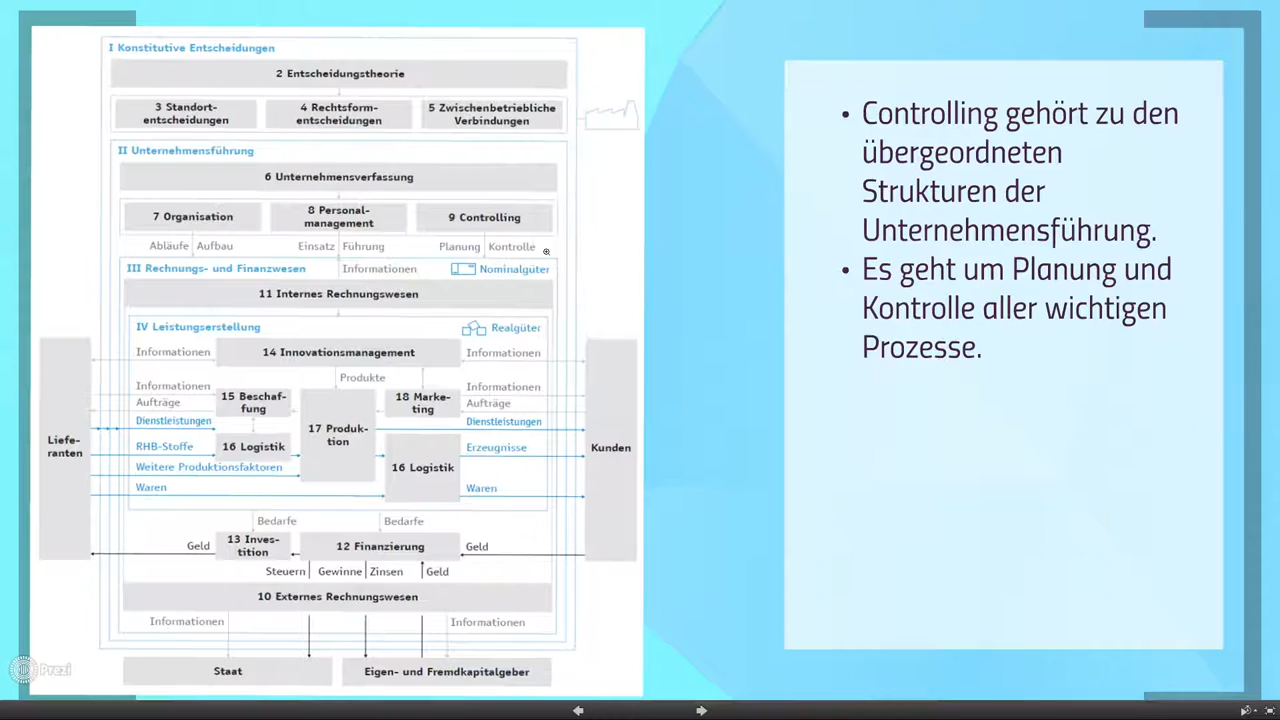 I Konstitutive Entscheidungen
2 Entscheidungstheorie
3 Standort-
entscheidungen
4 Rechtsform-
entscheidungen
5 Zwischenbetriebliche
Verbindungen
II Unternehmensführung
6 Unternehmensverfassung
7 Organisation
8 Personal-
management
9 Controlling
Abläufe Aufbau
Einsatz Führung
Planung Kontrolle
III Rechnungs- und Finanzwesen
Informationen
Nominalgüter
11 Internes Rechnungswesen
IV Leistungserstellung
Realgüter
Informationen
14 Innovationsmanagement
Informationen
Produkte
Informationen
Aufträge
Dienstleistungen
15 Beschaf-
fung
17 Produk-
tion
18 Marke-
ting
Informationen
Aufträge
Dienstleistungen
Liefe-
ranten
RHB-Stoffe
16 Logistik
Weitere Produktionsfaktoren
Waren
16 Logistik
Erzeugnisse
Waren
Kunden
Bedarfe
Bedarfe
Geld
13 Inves-
tition
12 Finanzierung
Geld
Steuern
Gewinne
Zinsen
Geld
10 Externes Rechnungswesen
Informationen
Informationen
Staat
Eigen- und Fremdkapitalgeber
Prezi
• Controlling gehört zu den
übergeordneten
Strukturen der
Unternehmensführung.
• Es geht um Planung und
Kontrolle aller wichtigen
Prozesse.